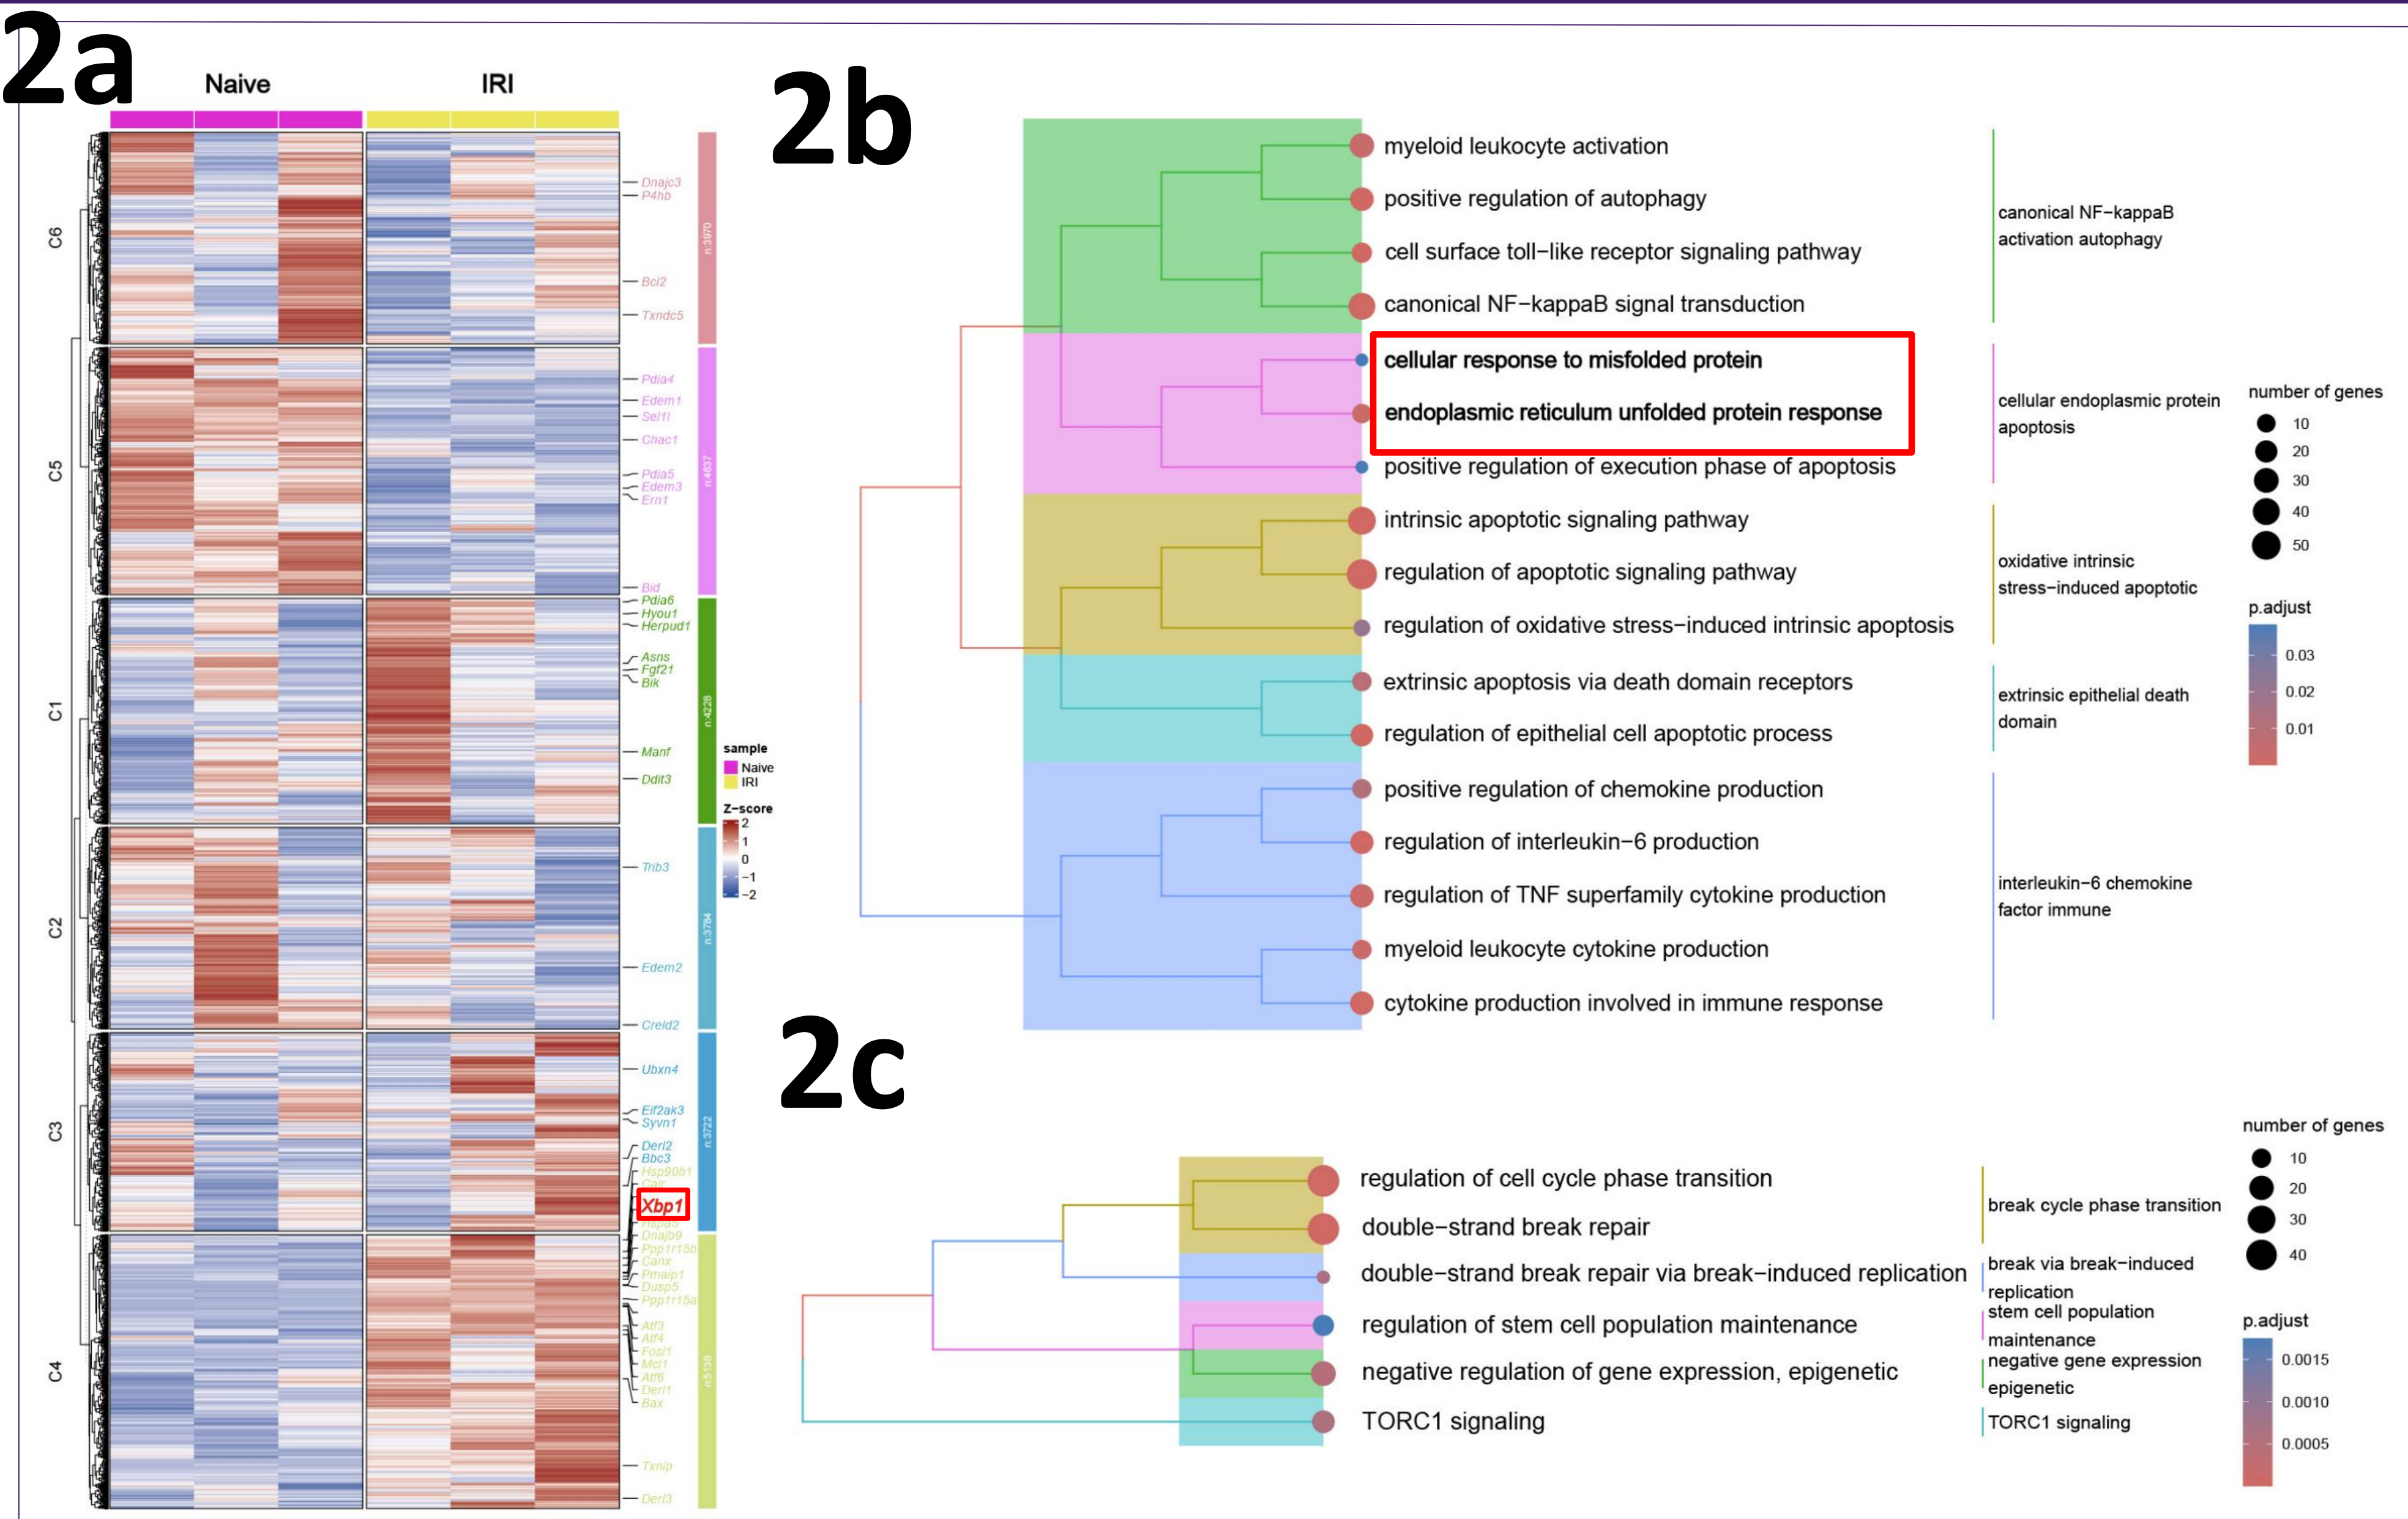 2a
Naive
IRI
C6
C5
C1
C2
C3
C4
Dnajc3
P4hb
Bcl2
Txndc5
n:3970
Pdia4
Edem1
Sel1l
Chac1
Pdia5
Edem3
Ern1
Bid
n:4637
Pdia6
Hyou1
Herpud1
Asns
Fgf21
Bik
Manf
Ddit3
n:4228
Trib3
Edem2
Creld2
n:3784
Ubxn4
Eif2ak3
Syvn1
Derl2
Bbc3
n:3722
Hsp90b1
Calr
Xbp1
Hspa5
Dnajb9
Ppp1r15b
Canx
Pmaip1
Dusp5
Ppp1r15a
Atf3
Atf4
Fosl1
Mcl1
Atf6
Derl1
Bax
Txnip
Derl3
n:5138
sample
Naive
IRI
Z−score
2
1
0
−1
−2
2b
myeloid leukocyte activation
positive regulation of autophagy
cell surface toll−like receptor signaling pathway
canonical NF−kappaB signal transduction
cellular response to misfolded protein
endoplasmic reticulum unfolded protein response
positive regulation of execution phase of apoptosis
intrinsic apoptotic signaling pathway
regulation of apoptotic signaling pathway
regulation of oxidative stress−induced intrinsic apoptosis
extrinsic apoptosis via death domain receptors
regulation of epithelial cell apoptotic process
positive regulation of chemokine production
regulation of interleukin−6 production
regulation of TNF superfamily cytokine production
myeloid leukocyte cytokine production
cytokine production involved in immune response
canonical NF−kappaB
activation autophagy
cellular endoplasmic protein
apoptosis
oxidative intrinsic
stress−induced apoptotic
extrinsic epithelial death
domain
interleukin−6 chemokine
factor immune
number of genes
10
20
30
40
50
p.adjust
0.03
0.02
0.01
2c
regulation of cell cycle phase transition
double−strand break repair
double−strand break repair via break−induced replication
regulation of stem cell population maintenance
negative regulation of gene expression, epigenetic
TORC1 signaling
break cycle phase transition
break via break−induced
replication
stem cell population
maintenance
negative gene expression
epigenetic
TORC1 signaling
number of genes
10
20
30
40
p.adjust
0.0015
0.0010
0.0005